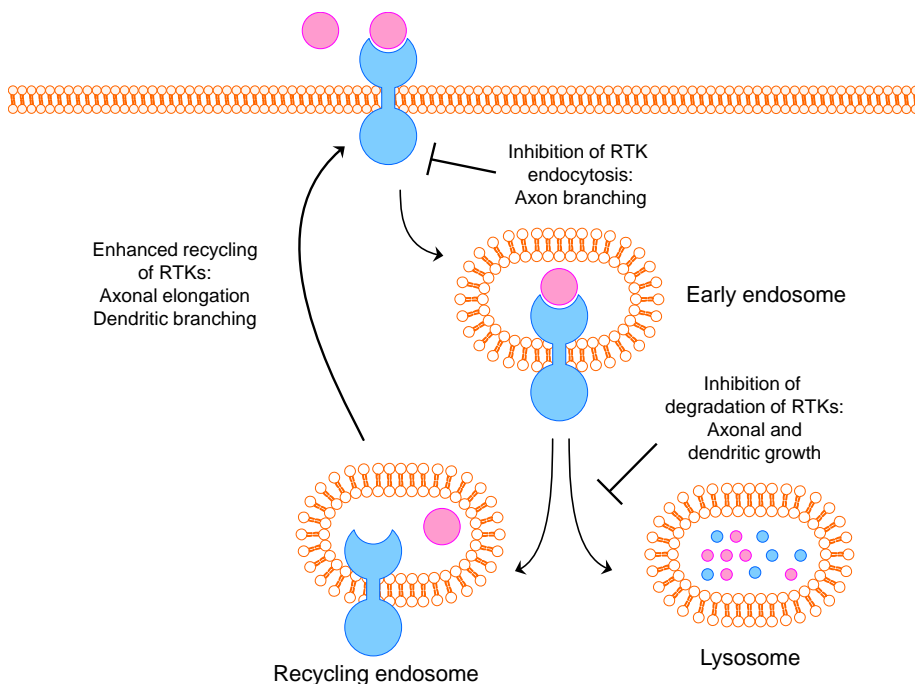 Inhibition of RTK
endocytosis:
Axon branching
Enhanced recycling
of RTKs:
Axonal elongation
Dendritic branching
Early endosome
Inhibition of
degradation of RTKs:
Axonal and
dendritic growth
Recycling endosome
Lysosome